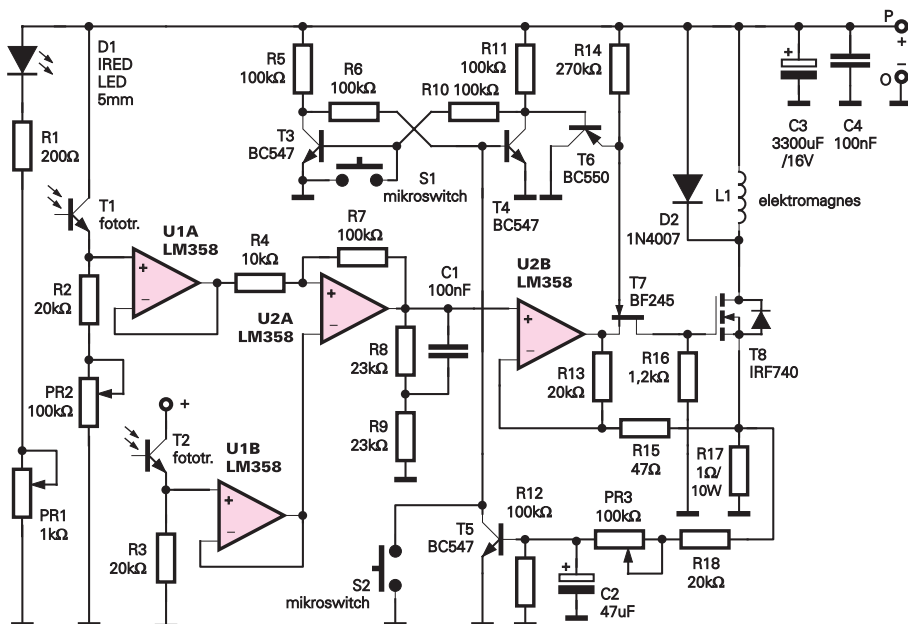 P
+
−
O
D1
IRED
LED
5mm
R5
100kΩ
R6
100kΩ
R10 100kΩ
R11
100kΩ
R14
270kΩ
+
C3
3300uF
/16V
C4
100nF
R1
200Ω
T3
BC547
S1
mikroswitch
T4
BC547
T6
BC550
D2
1N4007
L1
elektromagnes
T1
fototr.
R2
20kΩ
U1A
LM358
+
−
R4
10kΩ
R7
100kΩ
U2A
LM358
+
−
C1
100nF
R8
23kΩ
R9
23kΩ
U2B
LM358
+
−
T7
BF245
R13
20kΩ
R16
1,2kΩ
T8
IRF740
R15
47Ω
R17
1Ω/
10W
PR2
100kΩ
PR1
1kΩ
+
T2
fototr.
U1B
LM358
+
−
R3
20kΩ
S2
mikroswitch
T5
BC547
R12
100kΩ
PR3
100kΩ
R18
20kΩ
+
C2
47uF